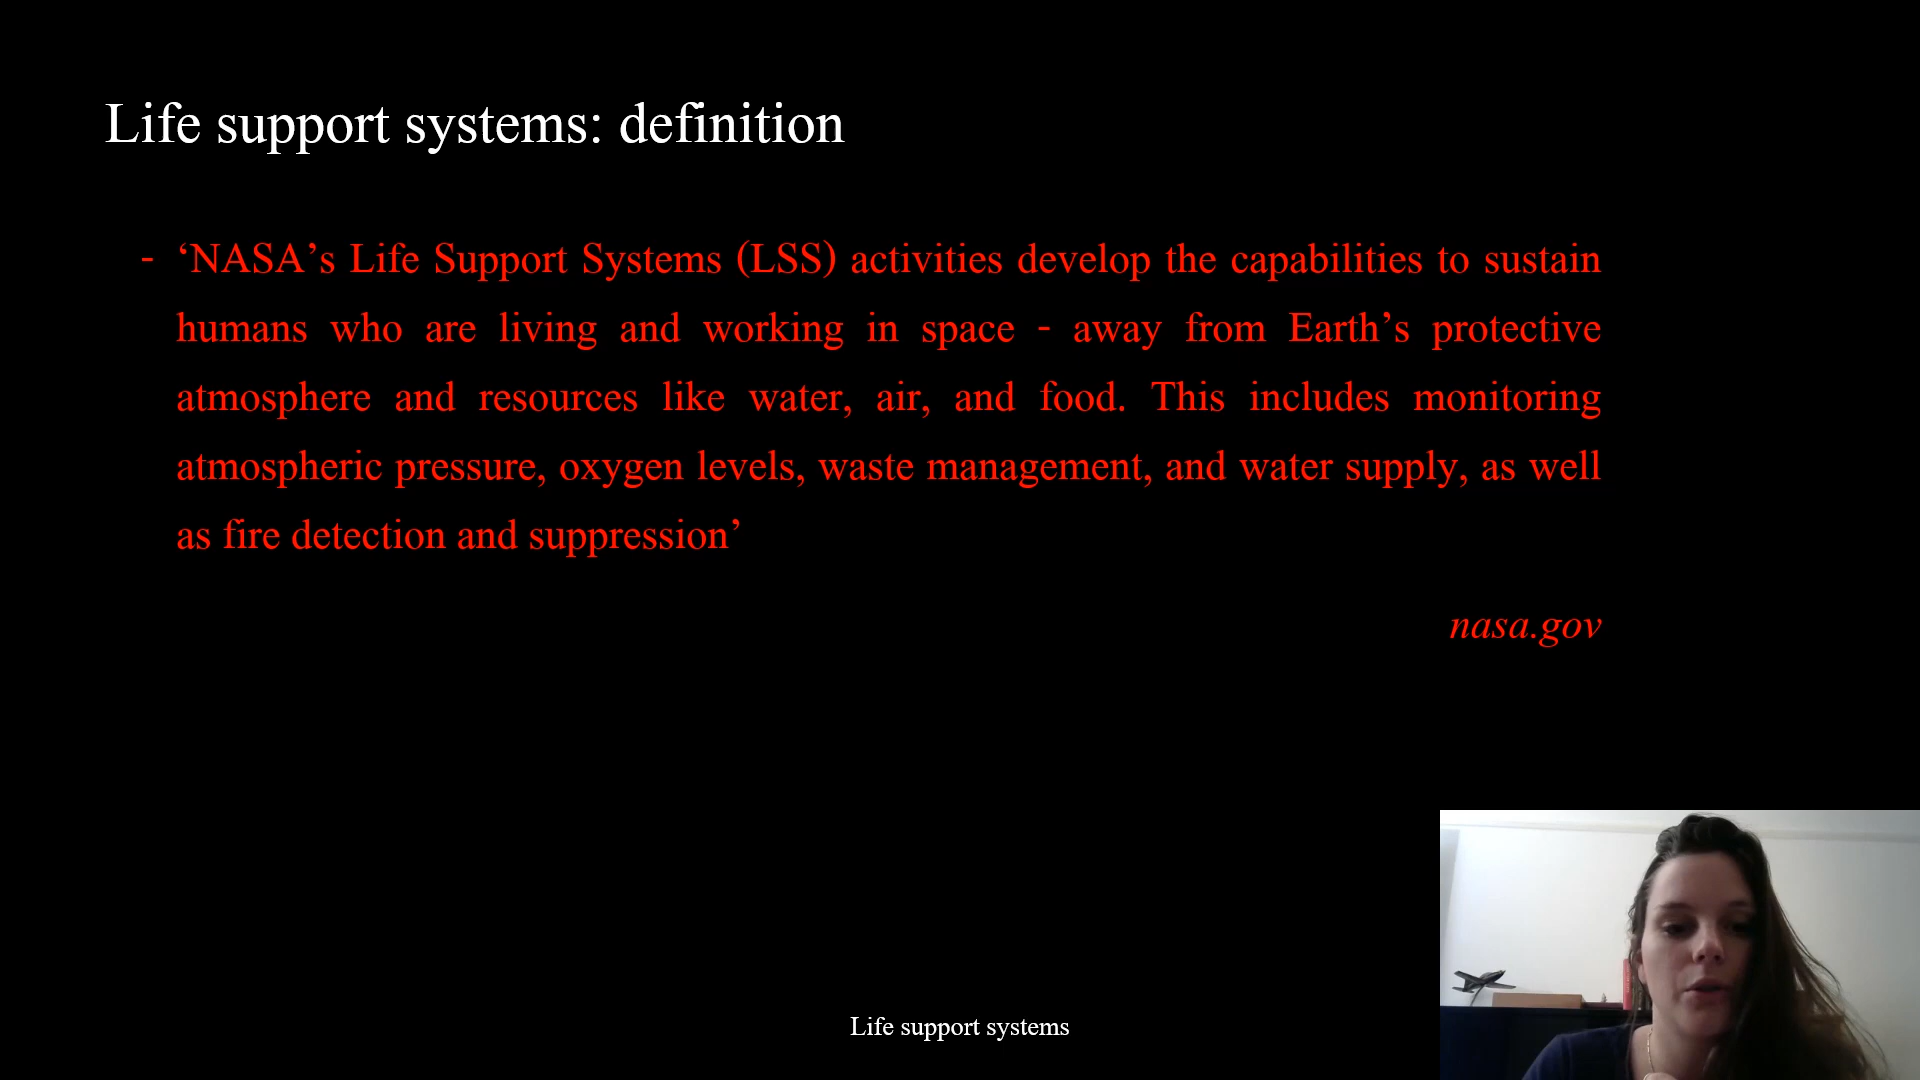 Life support systems: definition
- ‘NASA’s Life Support Systems (LSS) activities develop the capabilities to sustain
humans who are living and working in space - away from Earth’s protective
atmosphere and resources like water, air, and food. This includes monitoring
atmospheric pressure, oxygen levels, waste management, and water supply, as well
as fire detection and suppression’
nasa.gov
Life support systems